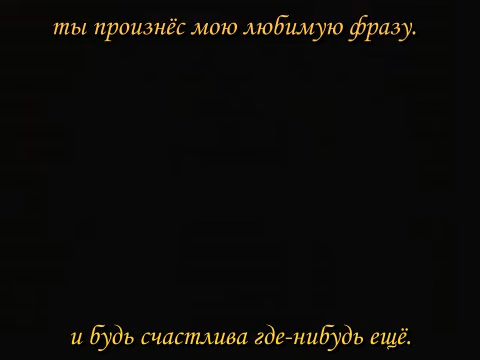 ты произнёс мою любимую фразу.
и будь счастлива где-нибудь ещё.